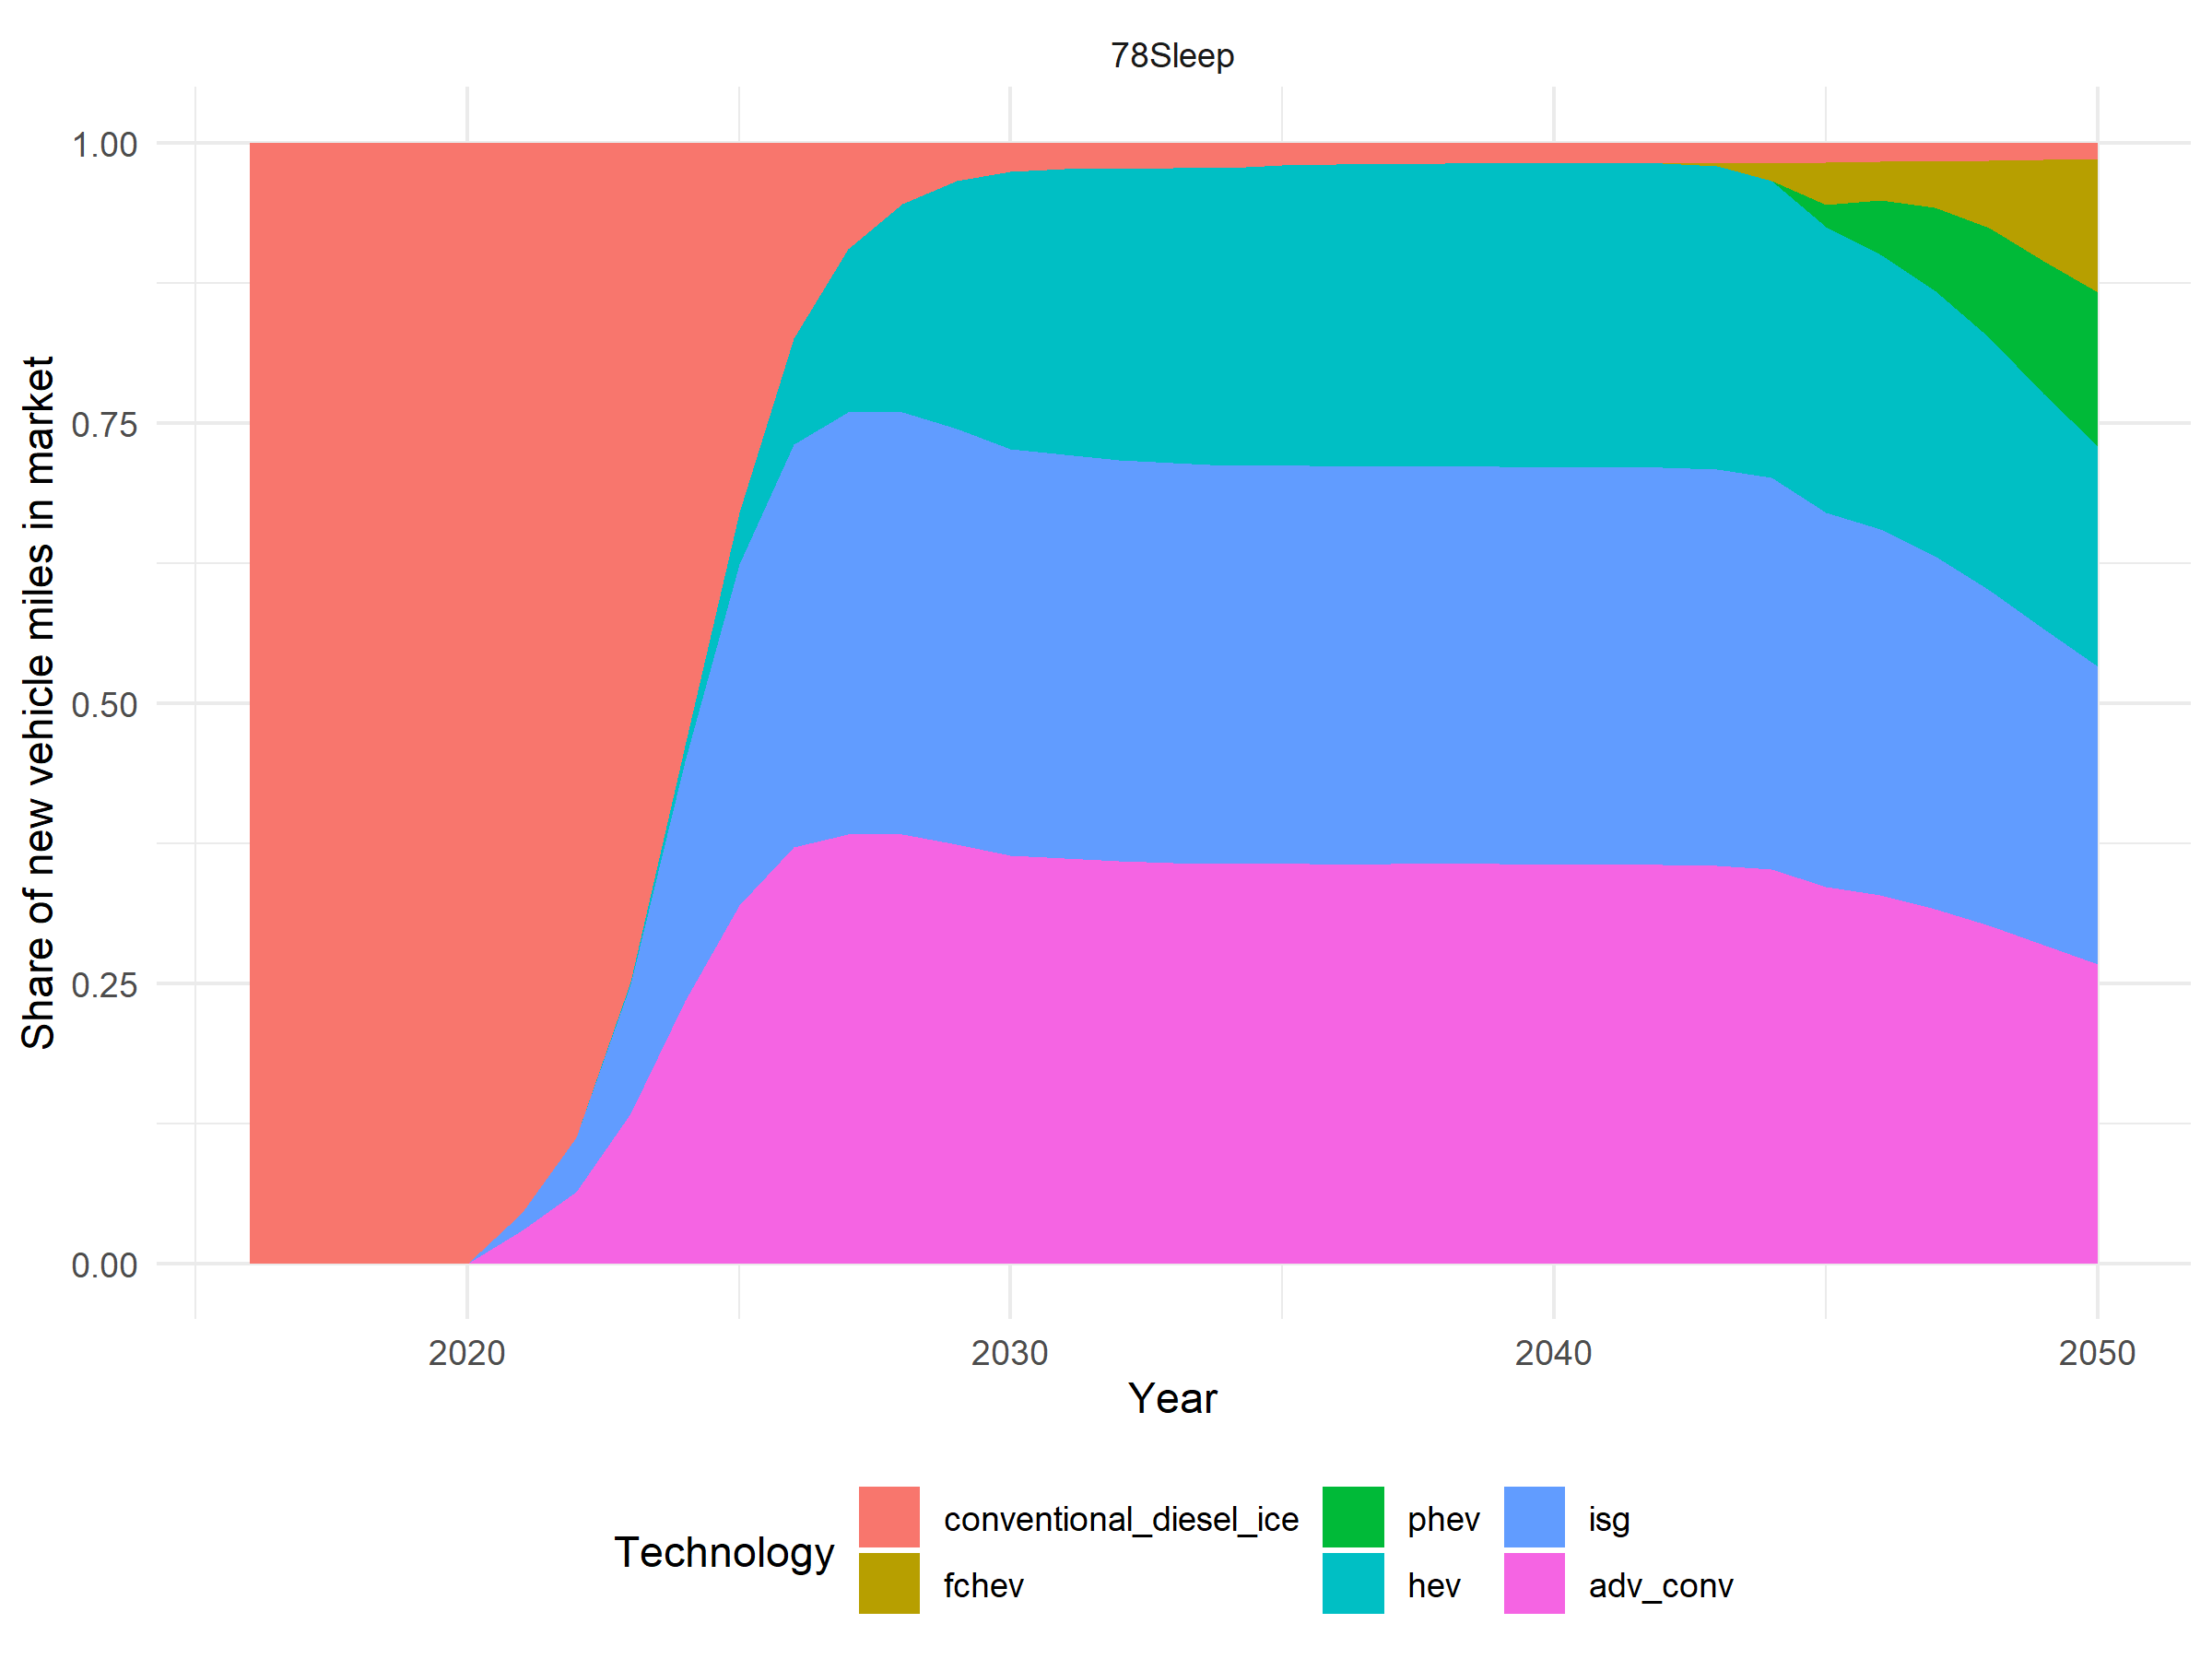 78Sleep
1.00
0.75
0.50
0.25
0.00
Share of new vehicle miles in market
2020 2030 2040 2050
Year
Technology
conventional_diesel_ice phev isg
fchev hev adv_conv